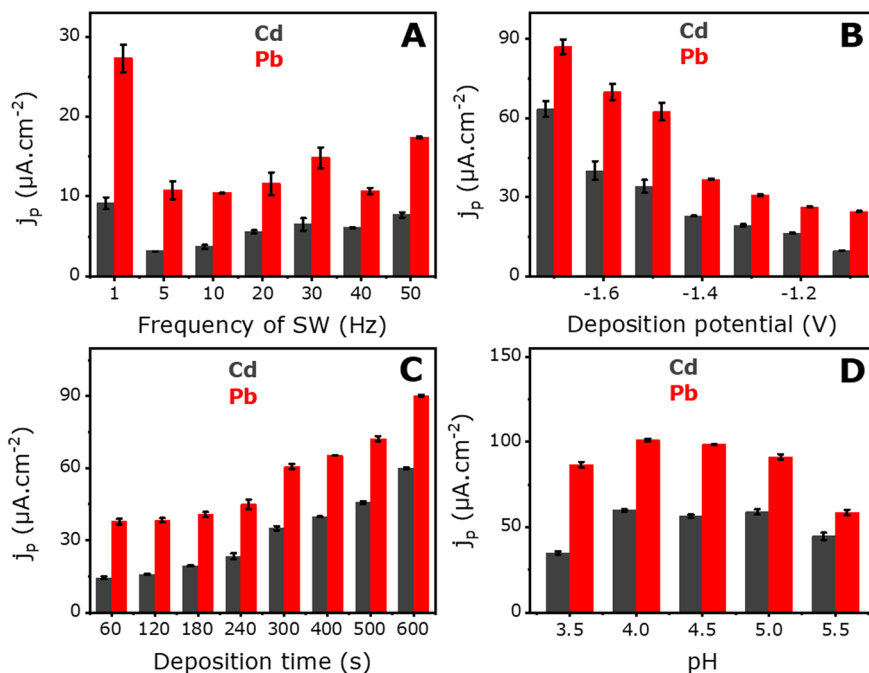 A
Cd
Pb
30
20
10
0
jp (µA.cm-2)
1 5 10 20 30 40 50
Frequency of SW (Hz)
B
Cd
Pb
90
60
30
0
jp (µA.cm-2)
-1.6 -1.4 -1.2
Deposition potential (V)
C
Cd
Pb
90
60
30
0
jp (µA.cm-2)
60 120 180 240 300 400 500 600
Deposition time (s)
D
Cd
Pb
150
100
50
0
jp (µA.cm-2)
3.5 4.0 4.5 5.0 5.5
pH